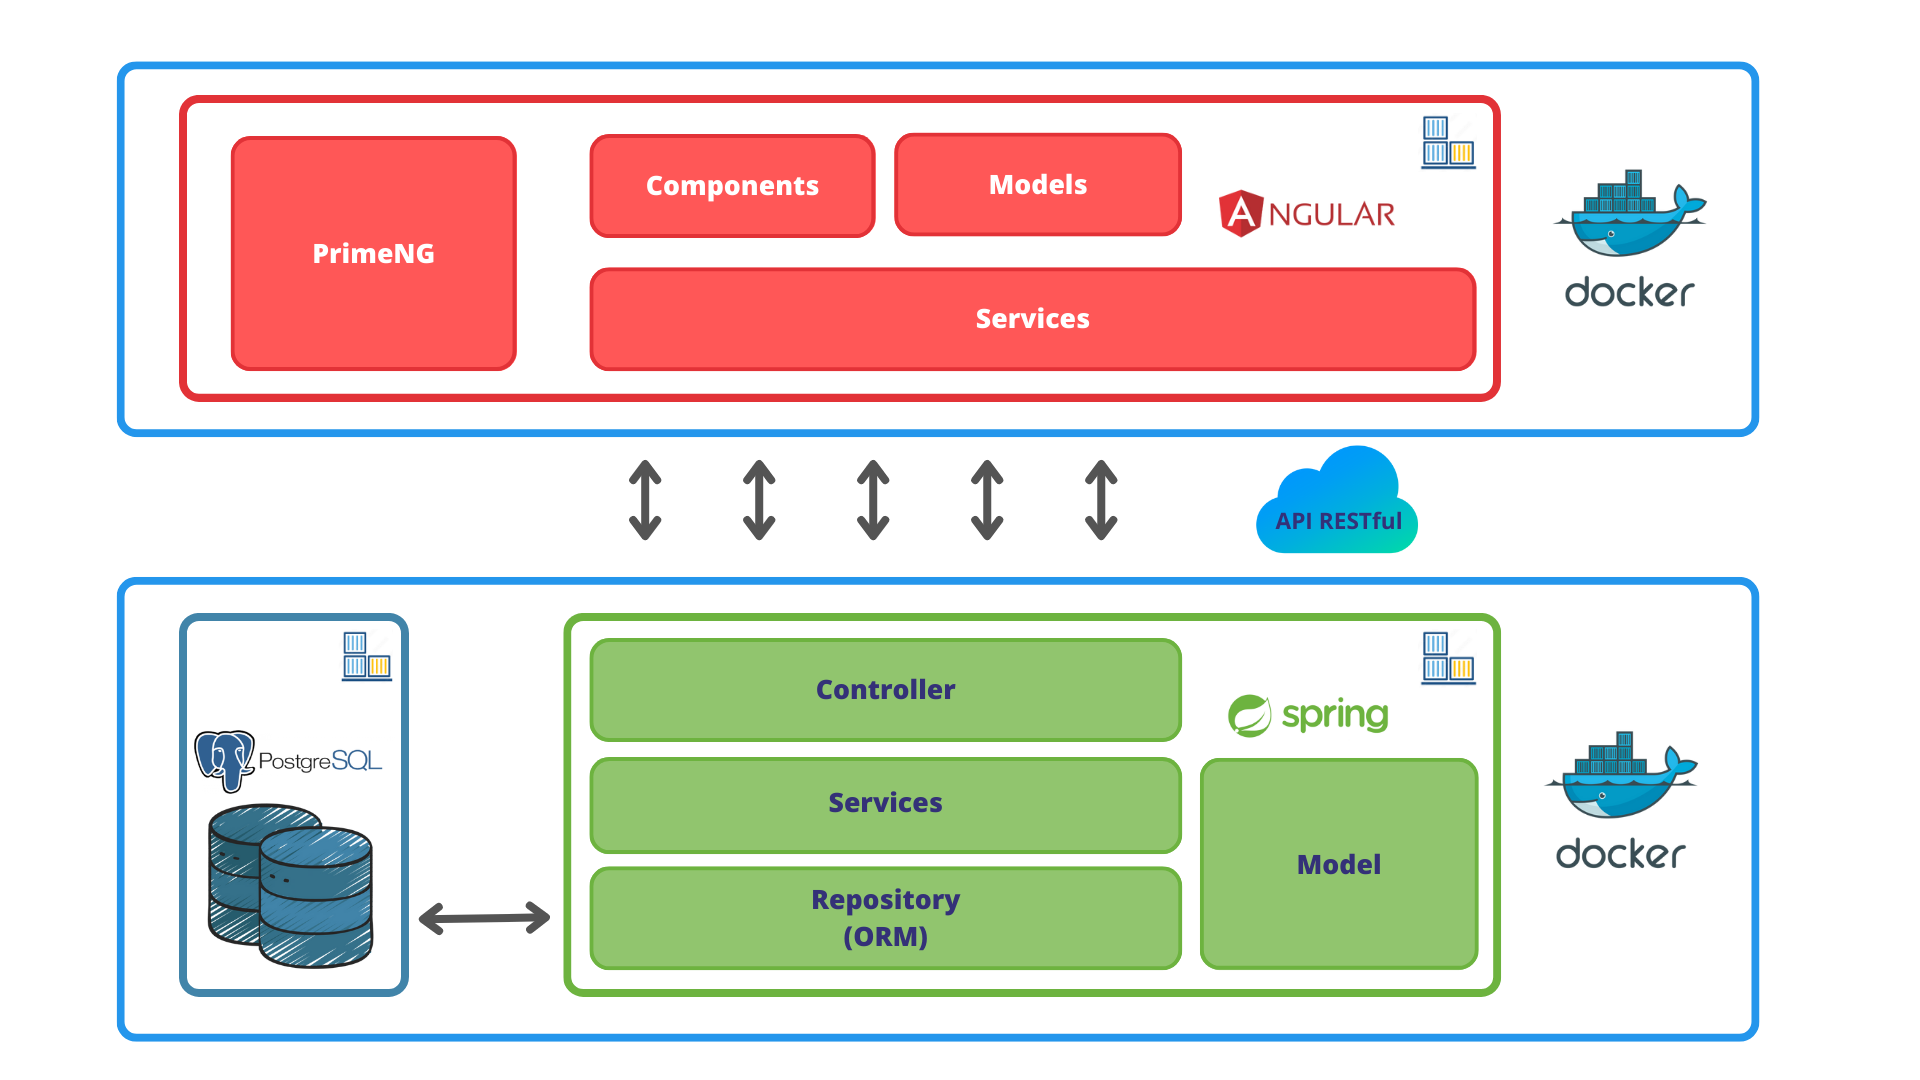 PrimeNG
Components
Models
ANGULAR
Services
docker
API RESTful
PostgreSQL
Controller
spring
Services
Model
Repository
(ORM)
docker